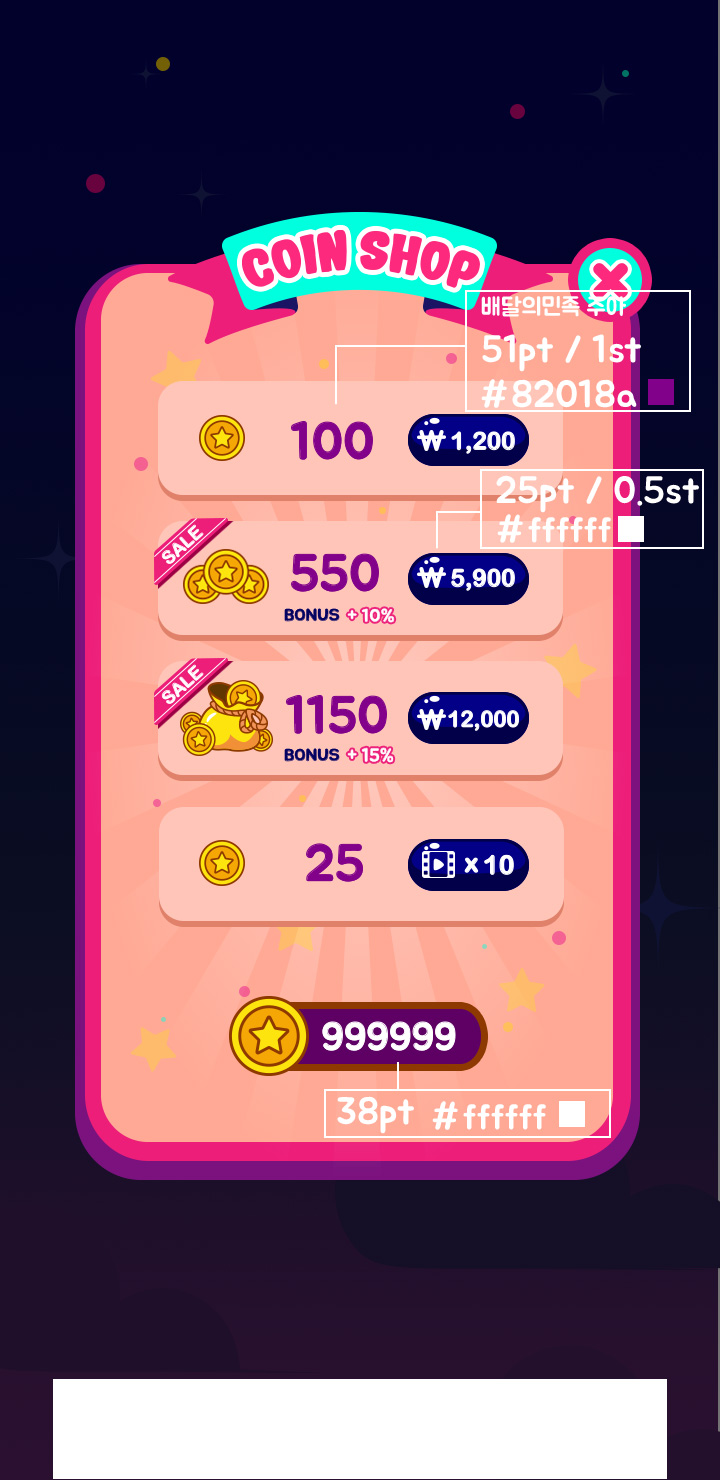 COIN SHOP
배달의민족 주아
51pt / 1st
#82018a
100
₩ 1,200
25pt / 0.5st
#ffffff
SALE
550
₩ 5,900
BONUS +10%
SALE
1150
₩12,000
BONUS +15%
25
x10
999999
38pt #ffffff